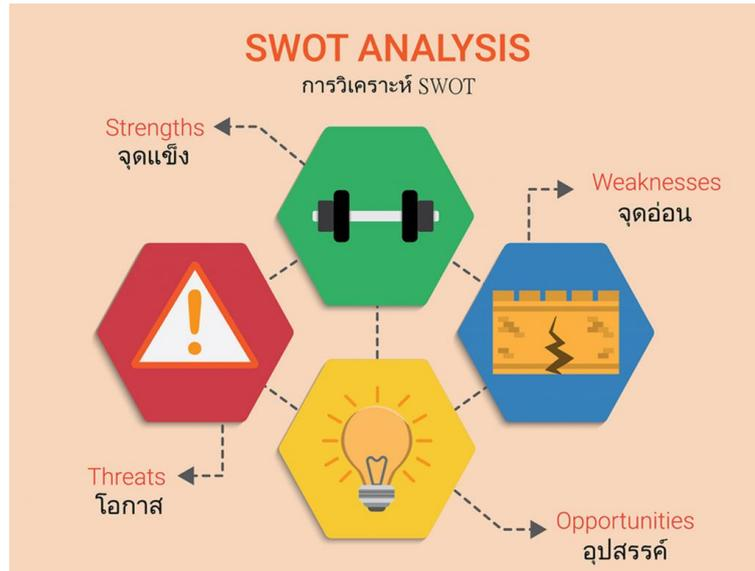 SWOT ANALYSIS
การวิเคราะห์ SWOT
Strengths
จุดแข็ง
Weaknesses
จุดอ่อน
Threats
โอกาส
Opportunities
อุปสรรค์